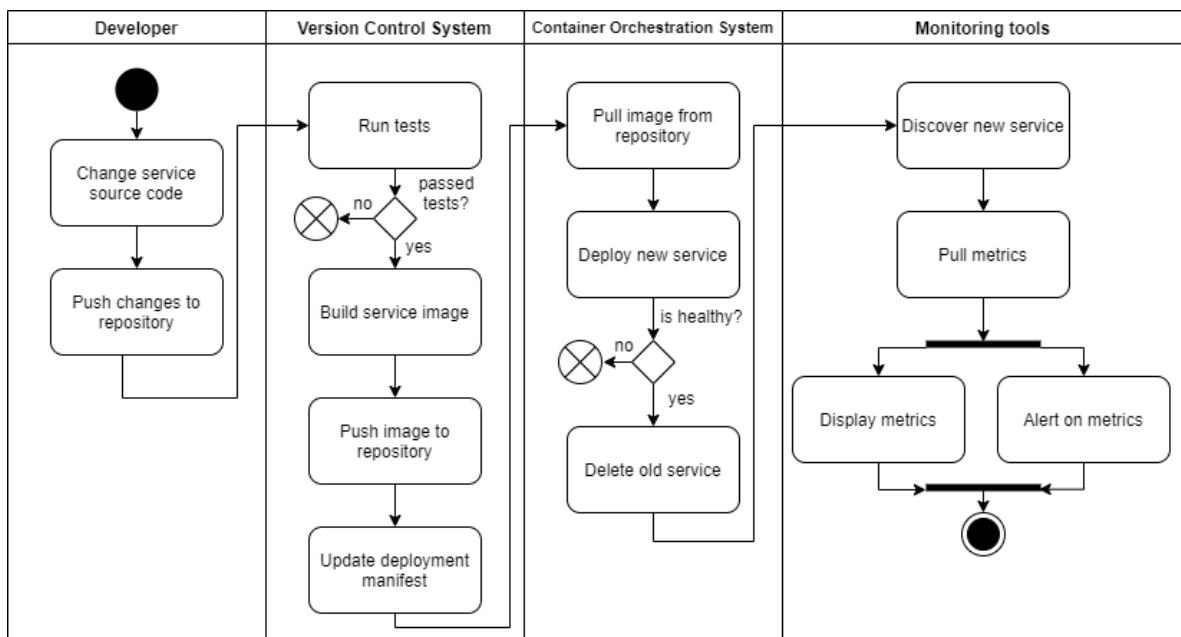 Developer
Version Control System
Container Orchestration System
Monitoring tools
Change service
source code
Push changes to
repository
Run tests
passed
tests?
no
yes
Build service image
Push image to
repository
Update deployment
manifest
Pull image from
repository
Deploy new service
is healthy?
no
yes
Delete old service
Discover new service
Pull metrics
Display metrics
Alert on metrics